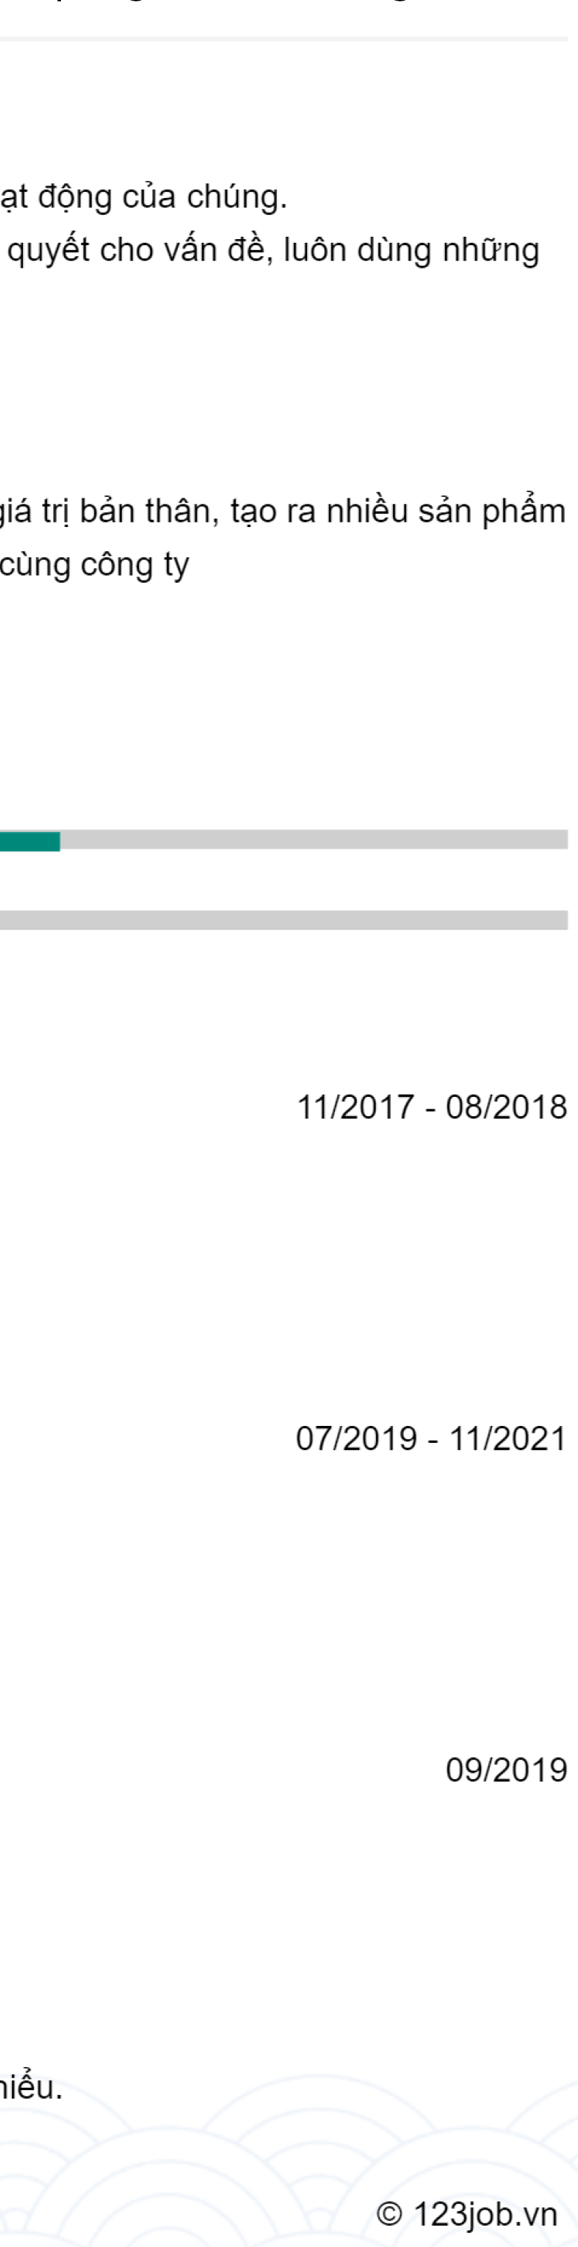 ạt động của chúng.
quyết cho vấn đề, luôn dùng những
giá trị bản thân, tạo ra nhiều sản phẩm
cùng công ty
11/2017 - 08/2018
07/2019 - 11/2021
09/2019
hiểu.
© 123job.vn